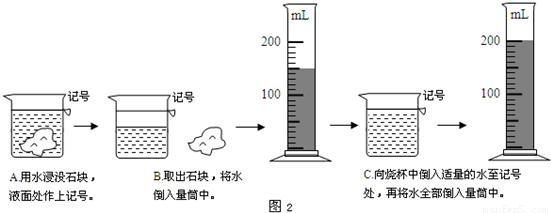 mL
200
100
记号
A.用水浸没石块，
液面处作上记号。
记号
B.取出石块，将水
倒入量筒中。
记号
C.向烧杯中倒入适量的水至记号
处，再将水全部倒入量筒中。
mL
200
100
图 2